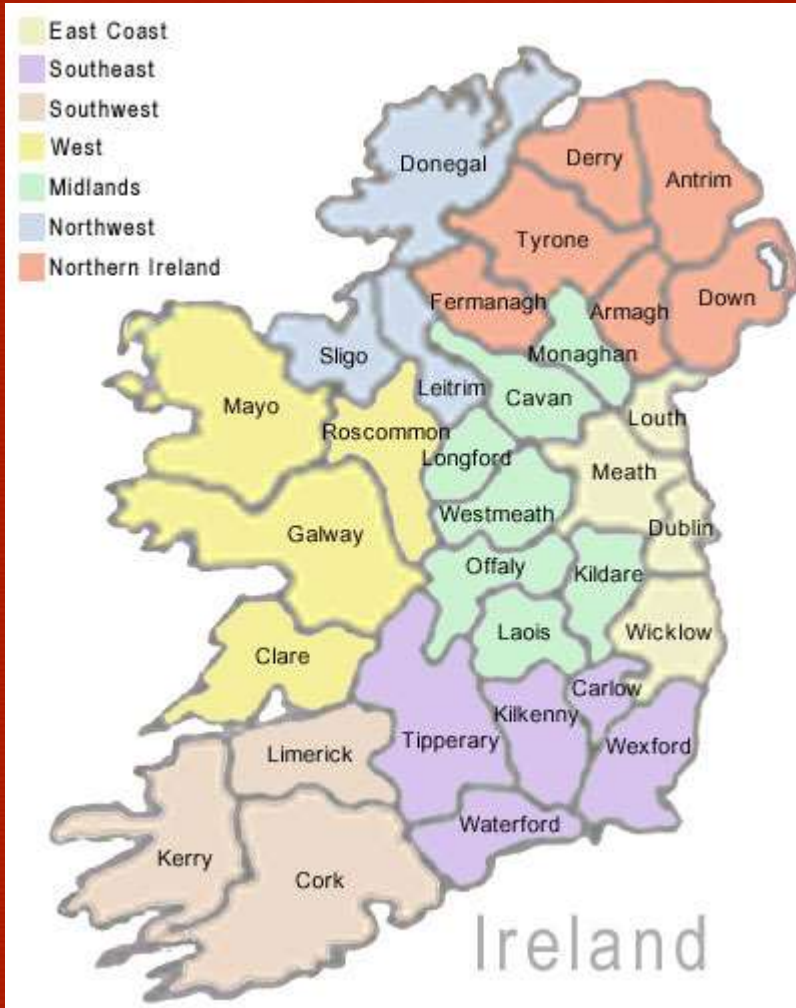 East Coast
Southeast
Southwest
West
Midlands
Northwest
Northern Ireland
Donegal
Derry
Antrim
Tyrone
Fermanagh
Armagh
Down
Monaghan
Sligo
Leitrim
Cavan
Mayo
Roscommon
Louth
Longford
Meath
Westmeath
Dublin
Galway
Offaly
Kildare
Laois
Wicklow
Clare
Carlow
Kilkenny
Tipperary
Wexford
Limerick
Waterford
Kerry
Cork
Ireland